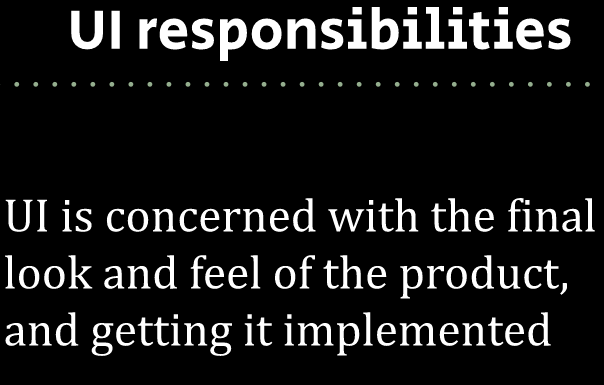 UI responsibilities
UI is concerned with the final
look and feel of the product,
and getting it implemented